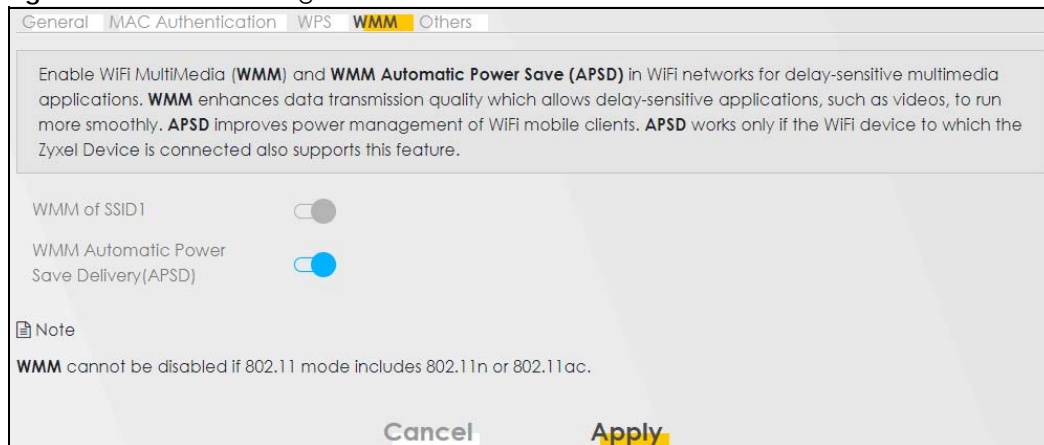 General MAC Authentication WPS WMM Others
Enable WiFi MultiMedia (WMM) and WMM Automatic Power Save (APSD) in WiFi networks for delay-sensitive multimedia
applications. WMM enhances data transmission quality which allows delay-sensitive applications, such as videos, to run
more smoothly. APSD improves power management of WiFi mobile clients. APSD works only if the WiFi device to which the
Zyxel Device is connected also supports this feature.
WMM of SSID1
WMM Automatic Power
Save Delivery(APSD)
Note
WMM cannot be disabled if 802.11 mode includes 802.11n or 802.11ac.
Cancel Apply